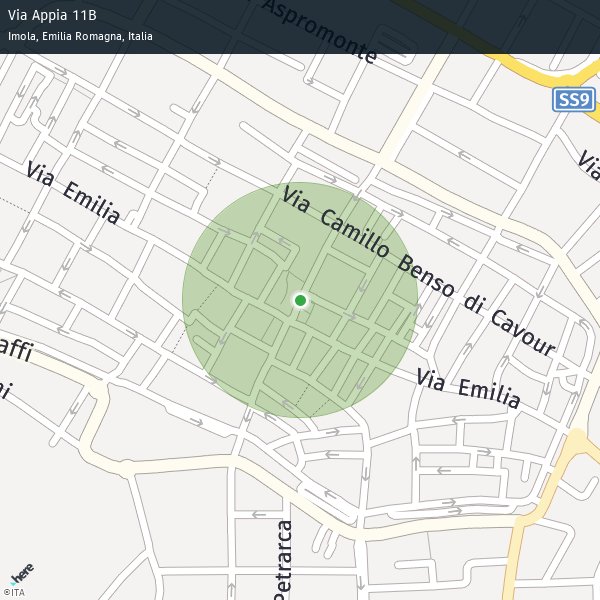 Via Appia 11B
Imola, Emilia Romagna, Italia
Aspromonte
SS9
Via
Via Emilia
Via Camillo Benso di Cavour
affi
ni
Via Emilia
Petrarca
here
©ITA